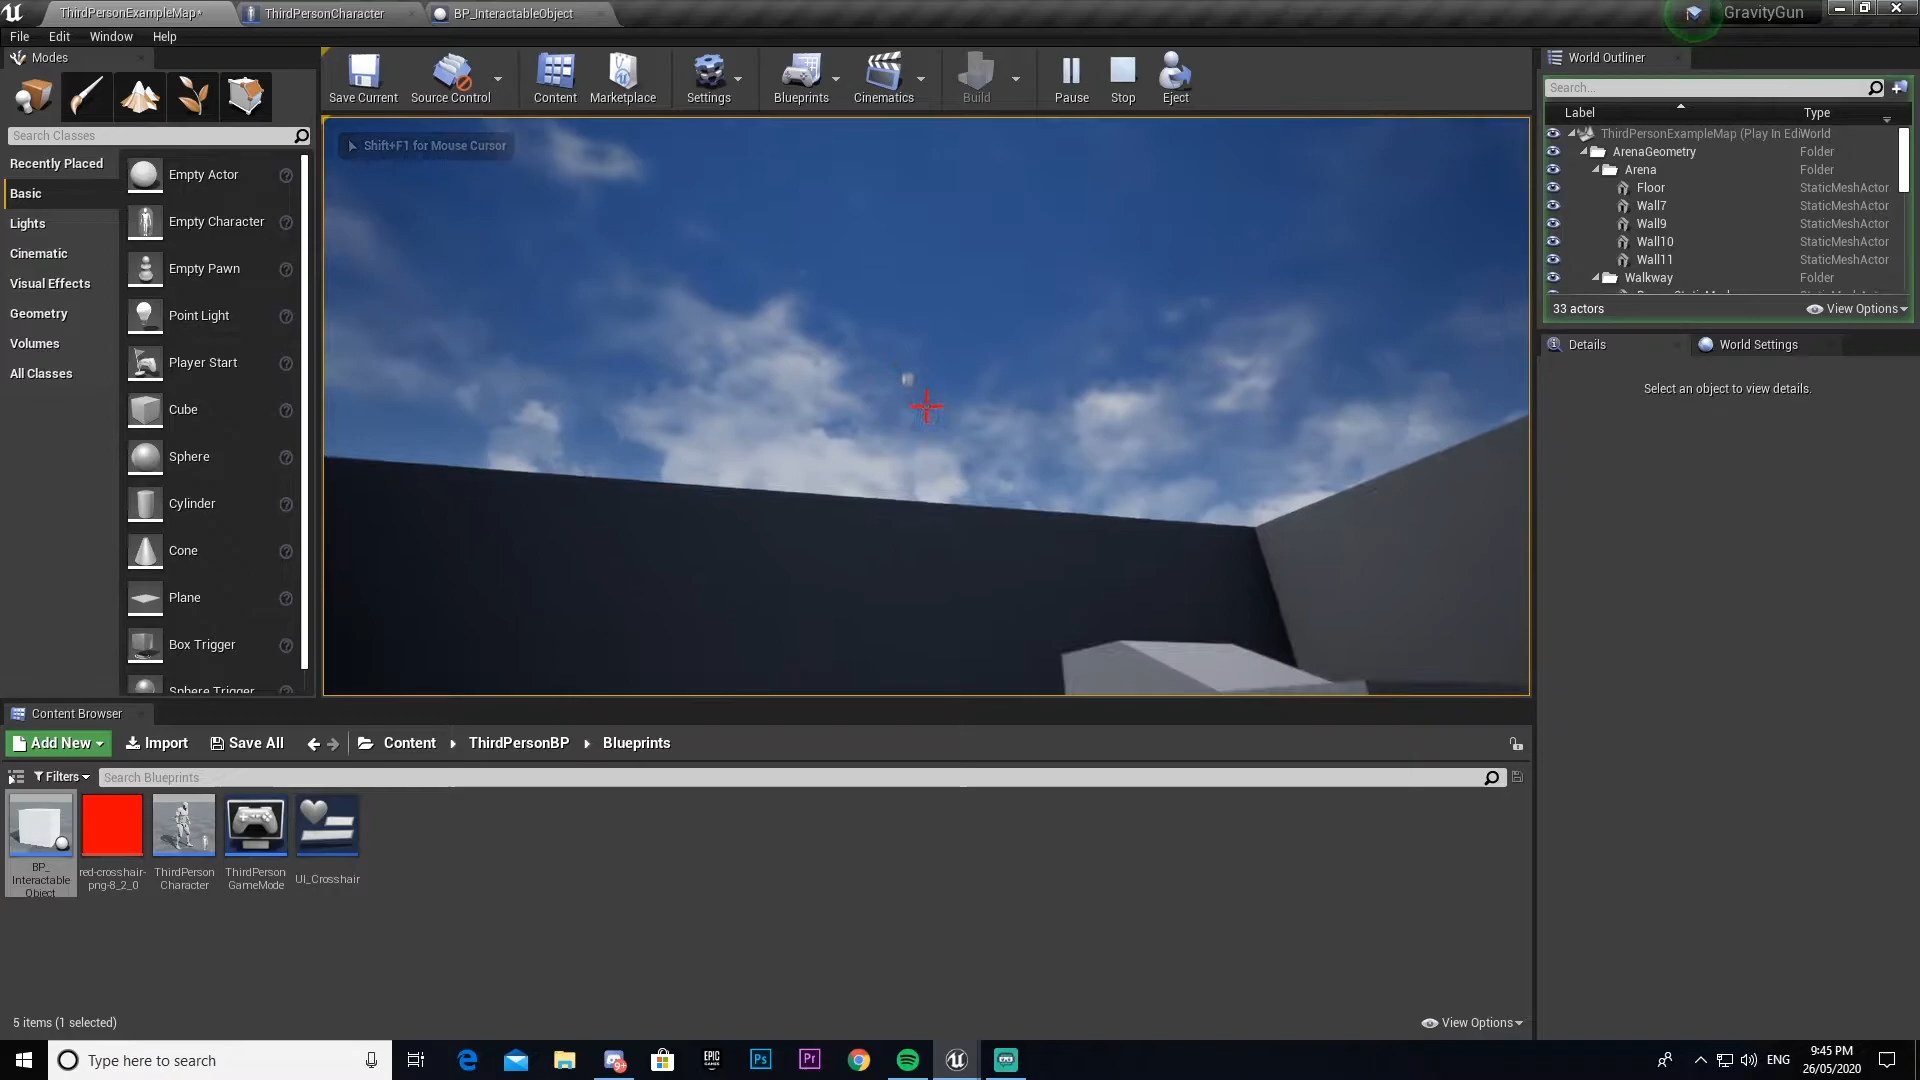 ThirdPersonExampleMap*
ThirdPersonCharacter
BP_InteractableObject
GravityGun
File
Edit
Window
Help
Modes
Save Current
Source Control
Content
Marketplace
Settings
Blueprints
Cinematics
Build
Pause
Stop
Eject
World Outliner
Search...
Label
Type
Search Classes
Shift+F1 for Mouse Cursor
Recently Placed
Basic
Lights
Cinematic
Visual Effects
Geometry
Volumes
All Classes
Empty Actor
Empty Character
Empty Pawn
Point Light
Player Start
Cube
Sphere
Cylinder
Cone
Plane
Box Trigger
Sphere Trigger
ThirdPersonExampleMap (Play In Edi World
ArenaGeometry Folder
Arena Folder
Floor StaticMeshActor
Wall7 StaticMeshActor
Wall9 StaticMeshActor
Wall10 StaticMeshActor
Wall11 StaticMeshActor
Walkway Folder
33 actors
View Options
Details
World Settings
Select an object to view details.
Content Browser
Add New
Import
Save All
Content
ThirdPersonBP
Blueprints
Filters
Search Blueprints
BP_
Interactable
Object
red-crosshair-
png-8_2_0
ThirdPerson
Character
ThirdPerson
GameMode
UI_Crosshair
5 items (1 selected)
View Options
Type here to search
9+
EPIC
GAMES
Ps
Pr
ENG
9:45 PM
26/05/2020